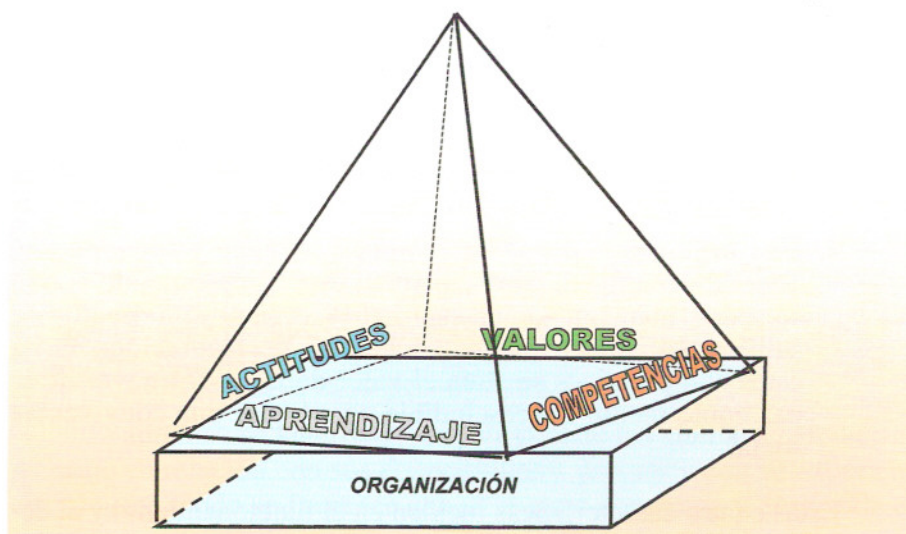 VALORES
ACTITUDES
COMPETENCIAS
APRENDIZAJE
ORGANIZACIÓN